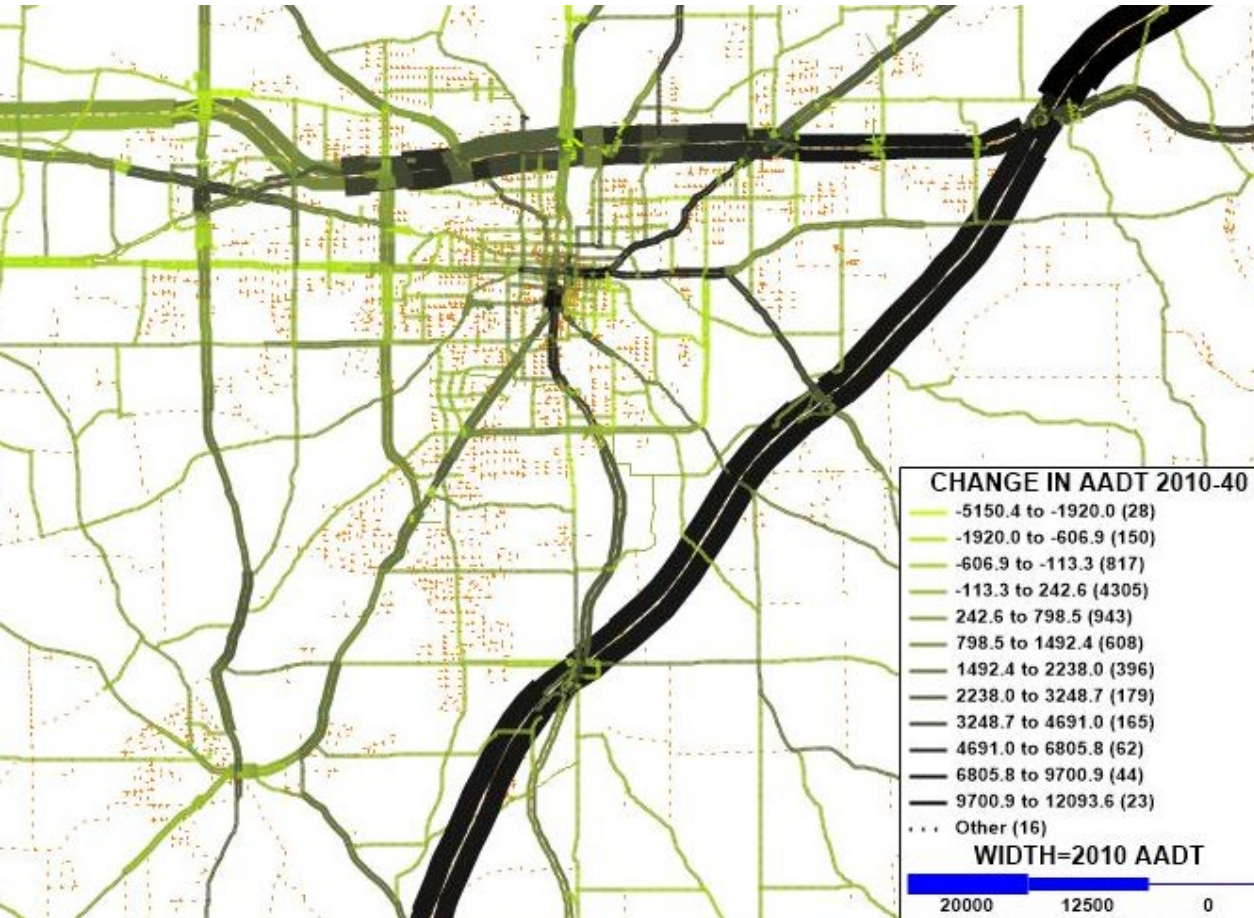 CHANGE IN AADT 2010-40
-5150.4 to -1920.0 (28)
-1920.0 to -606.9 (150)
-606.9 to -113.3 (817)
-113.3 to 242.6 (4305)
242.6 to 798.5 (943)
798.5 to 1492.4 (608)
1492.4 to 2238.0 (396)
2238.0 to 3248.7 (179)
3248.7 to 4691.0 (165)
4691.0 to 6805.8 (62)
6805.8 to 9700.9 (44)
9700.9 to 12093.6 (23)
Other (16)
WIDTH=2010 AADT
20000 12500 0